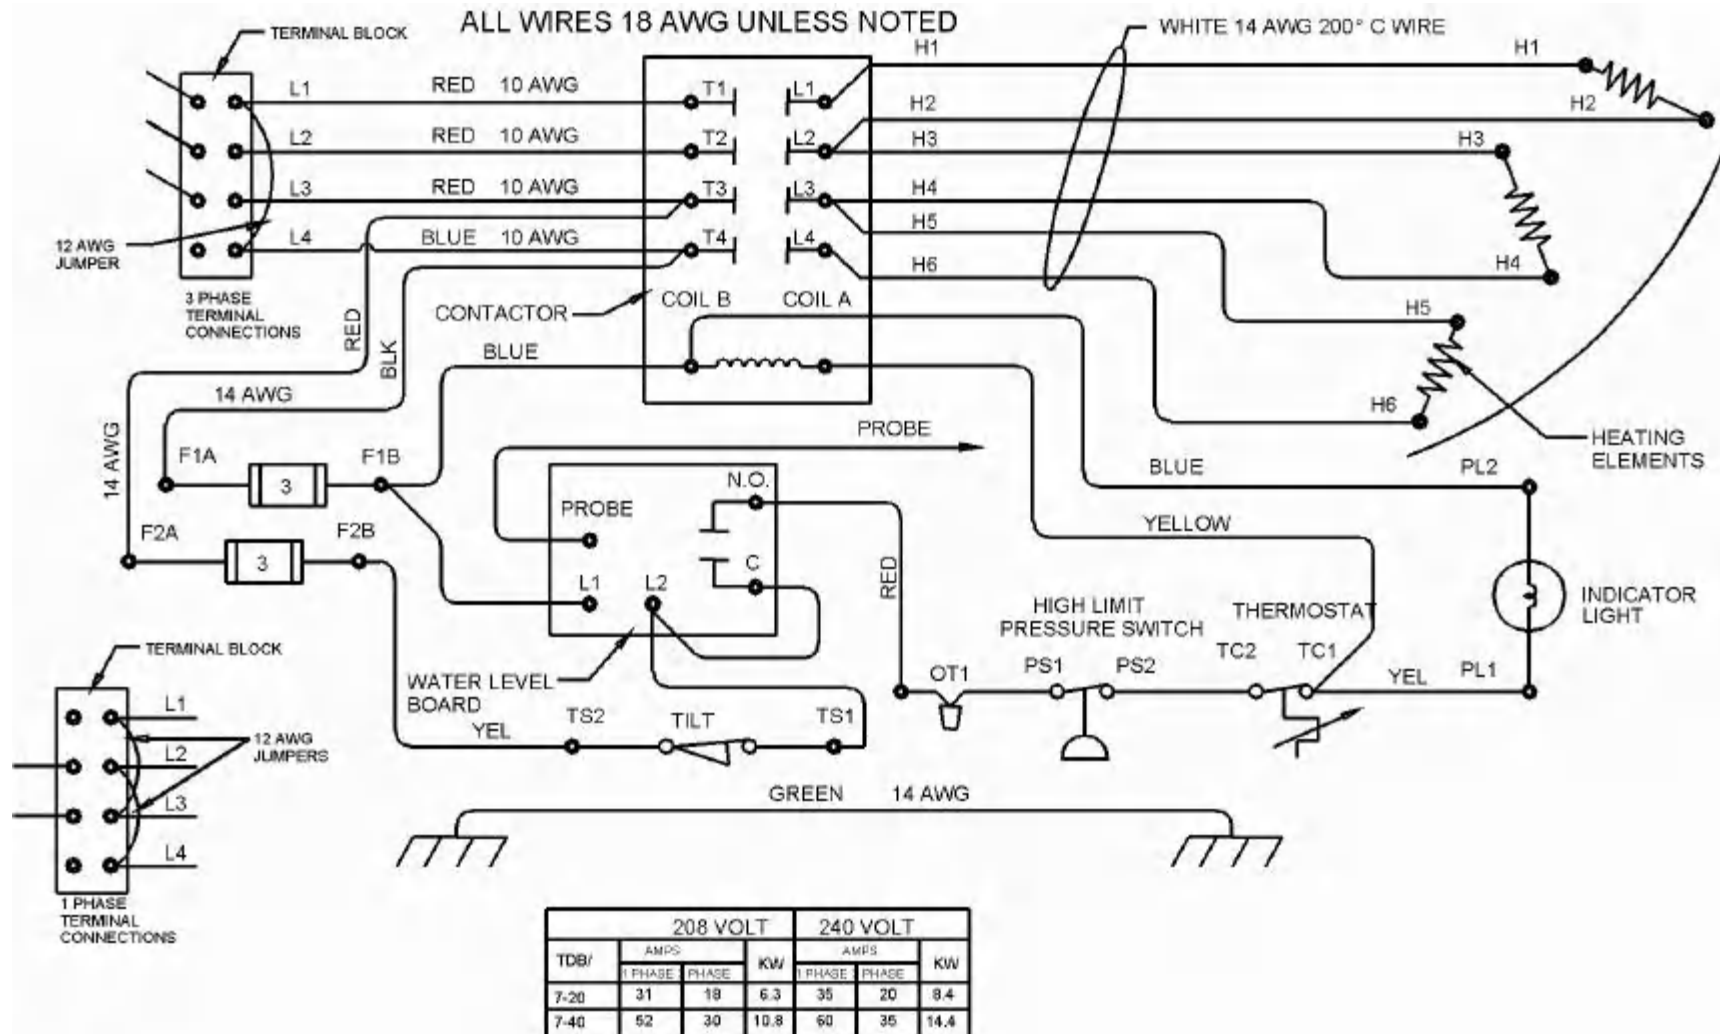 ALL WIRES 18 AWG UNLESS NOTED
TERMINAL BLOCK
WHITE 14 AWG 200° C WIRE
L1 RED 10 AWG T1 L1 H1 H1
H2 H2
L2 RED 10 AWG T2 L2 H3 H3
L3 RED 10 AWG T3 L3 H4
H5
L4 BLUE 10 AWG T4 L4 H6 H4
12 AWG
JUMPER
3 PHASE
TERMINAL
CONNECTIONS
CONTACTOR
COIL B COIL A
H5
H6
HEATING
ELEMENTS
RED
BLK
BLUE
14 AWG
14 AWG
PROBE
F1A 3 F1B
F2A 3 F2B
PROBE
N.O.
C
L1 L2
WATER LEVEL
BOARD
RED
BLUE PL2
YELLOW
INDICATOR
LIGHT
HIGH LIMIT
PRESSURE SWITCH
THERMOSTAT
OT1 PS1 PS2 TC2 TC1 YEL PL1
YEL TS2 TILT TS1
TERMINAL BLOCK
L1
L2
L3
L4
12 AWG
JUMPERS
1 PHASE
TERMINAL
CONNECTIONS
GREEN 14 AWG
208 VOLT 240 VOLT
TDB/ AMPS KW AMPS KW
1 PHASE PHASE 1 PHASE PHASE
7-20 31 18 6.3 35 20 8.4
7-40 52 30 10.8 60 35 14.4